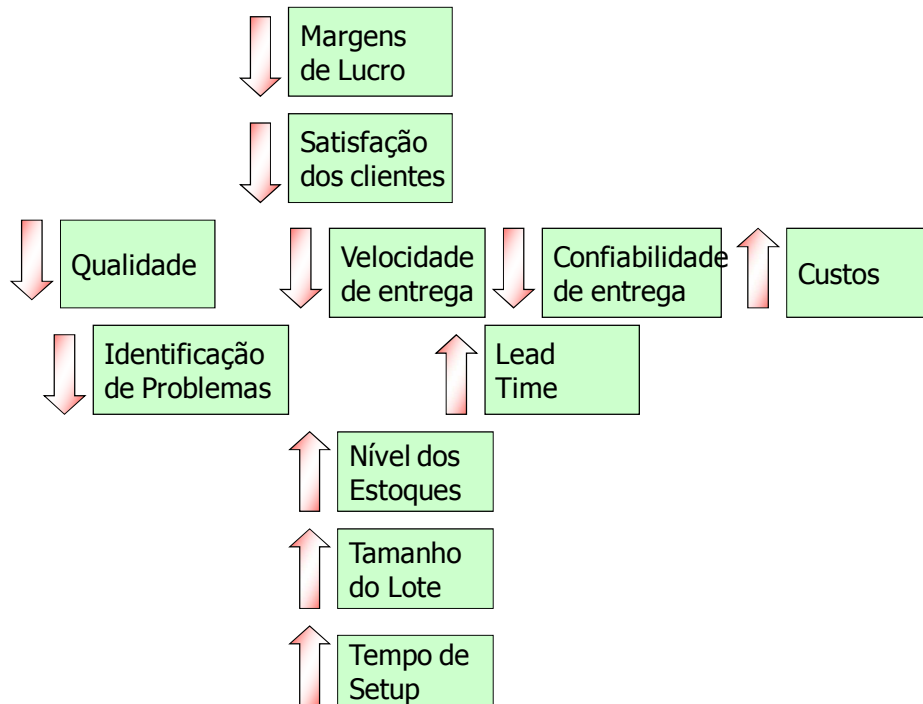 Margens
de Lucro
Satisfação
dos clientes
Qualidade
Velocidade
de entrega
Confiabilidade
de entrega
Custos
Identificação
de Problemas
Lead
Time
Nível dos
Estoques
Tamanho
do Lote
Tempo de
Setup